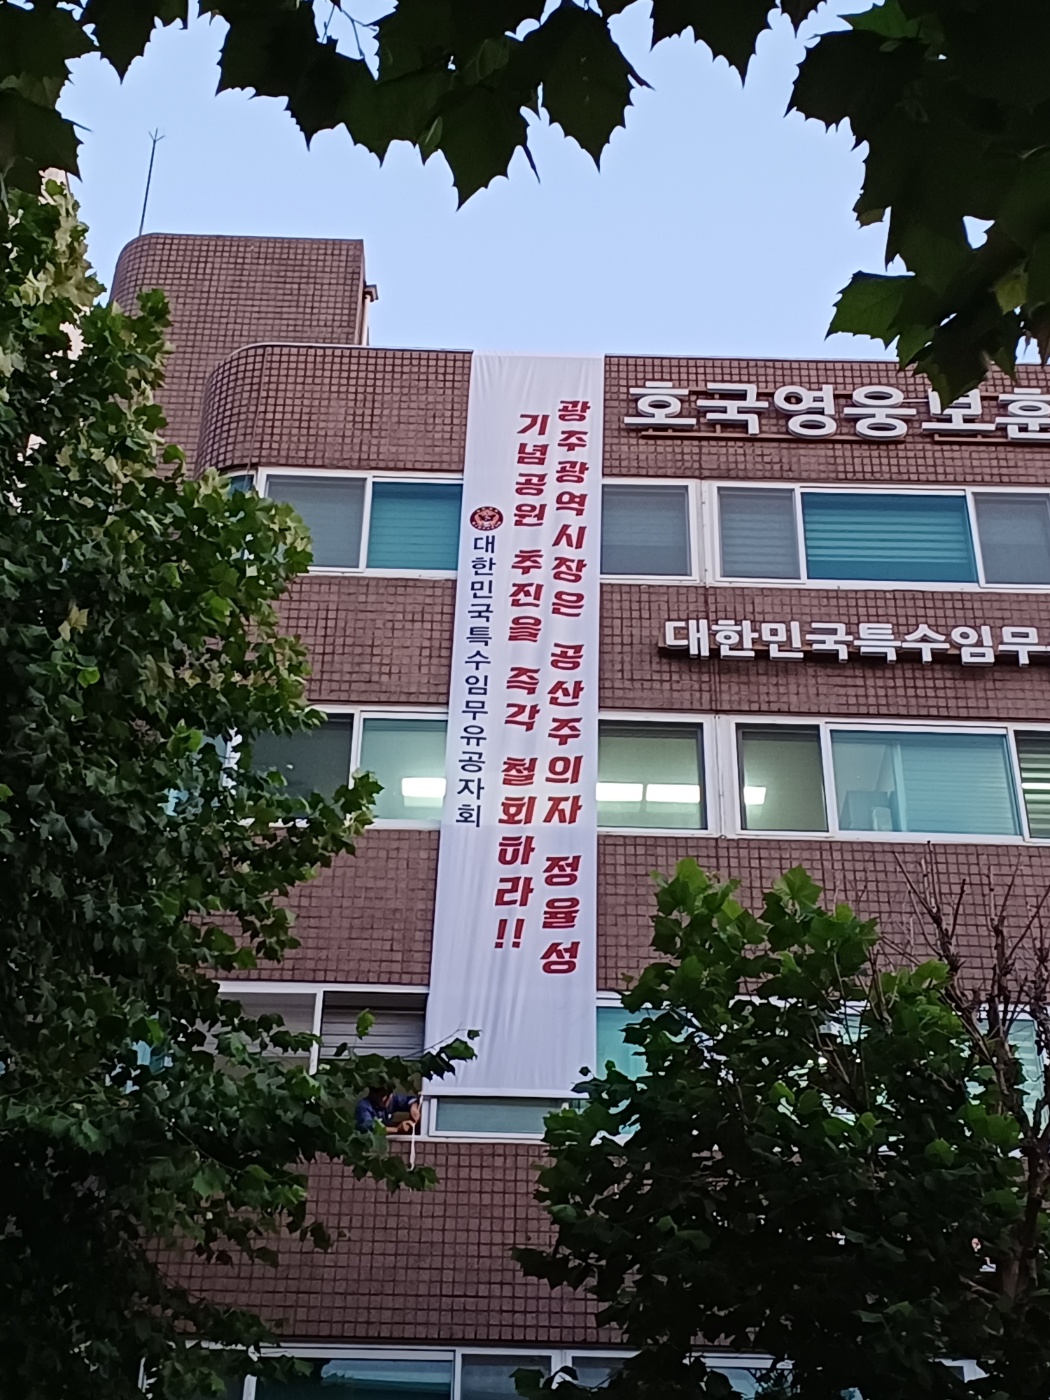 광주광역시장은 공산주의자 정율성
기념공원 추진을 즉각 철회하라!!
대한민국특수임무유공자회
호국영웅보훈
대한민국특수임무